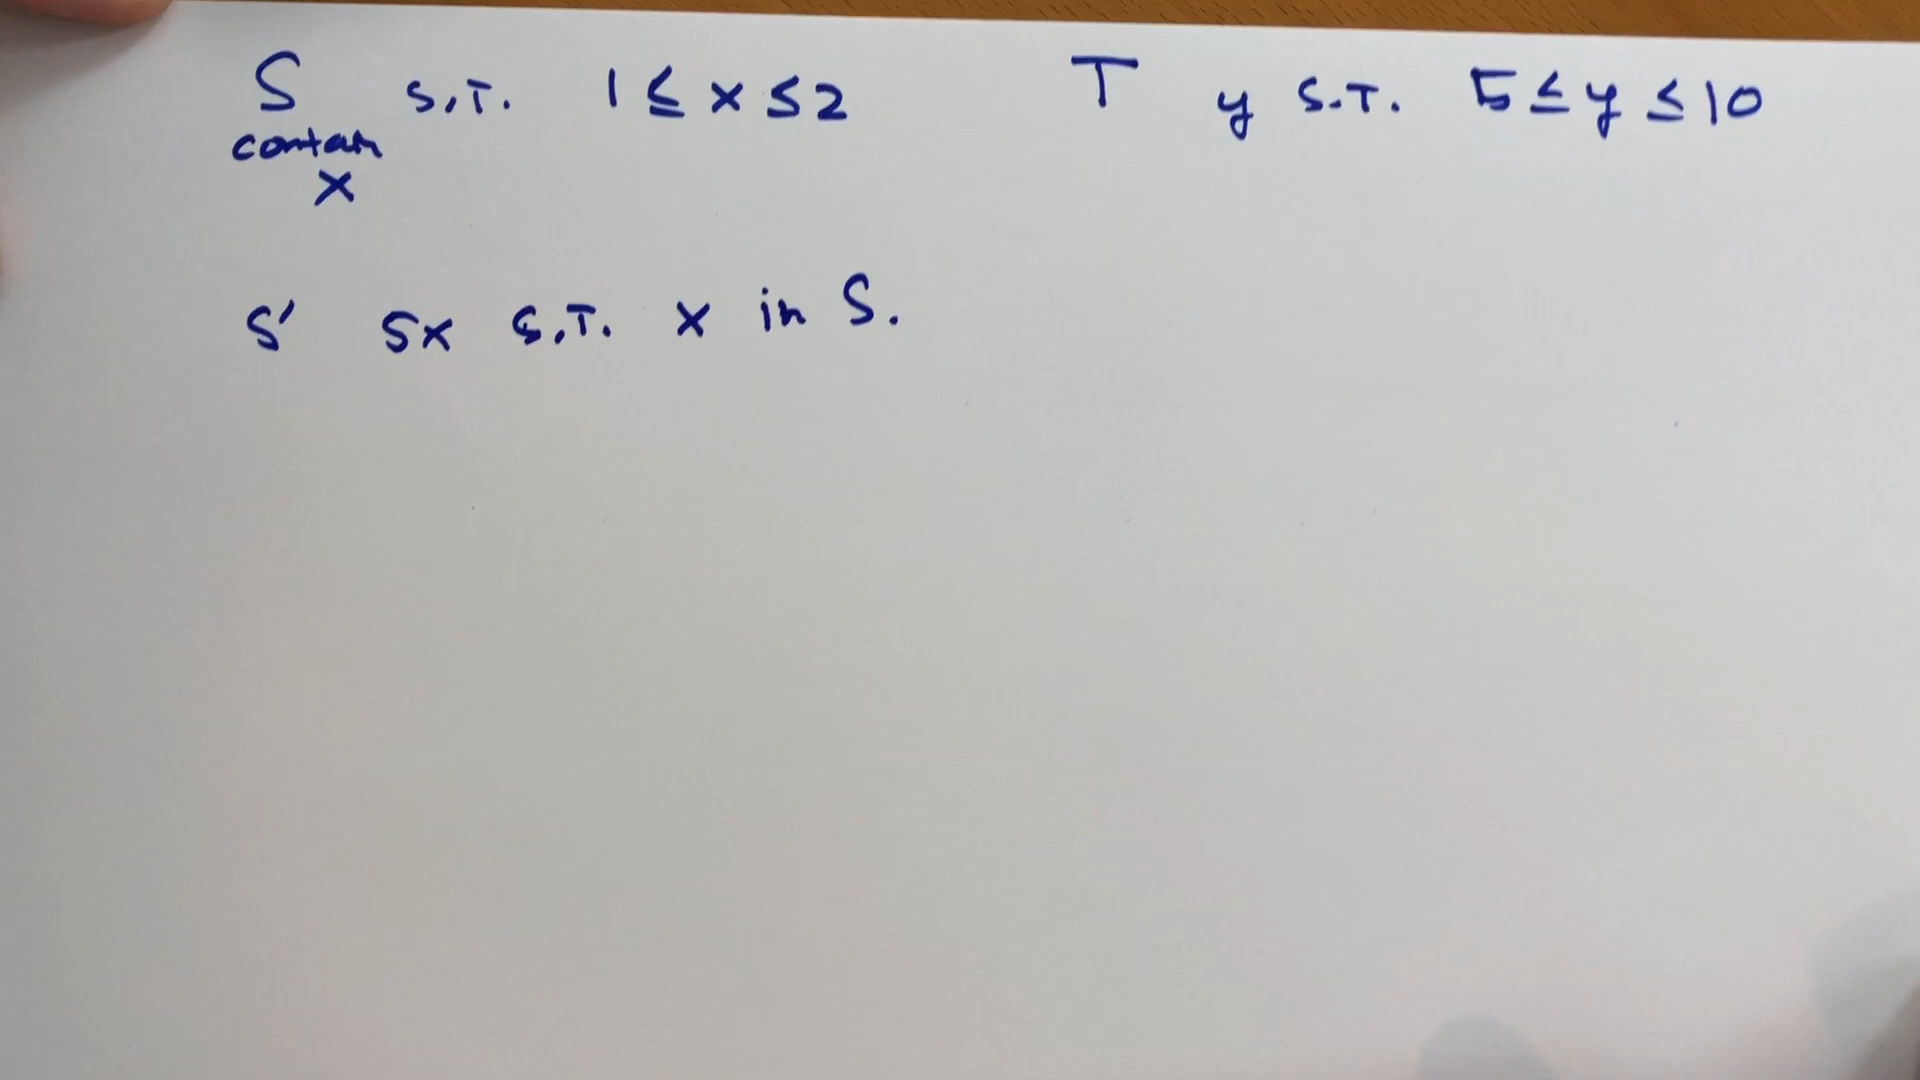 S s.T. 1 ≤ x ≤ 2 T y s.T. 5 ≤ y ≤ 10
contain
x
S' 5x s.T. x in S.